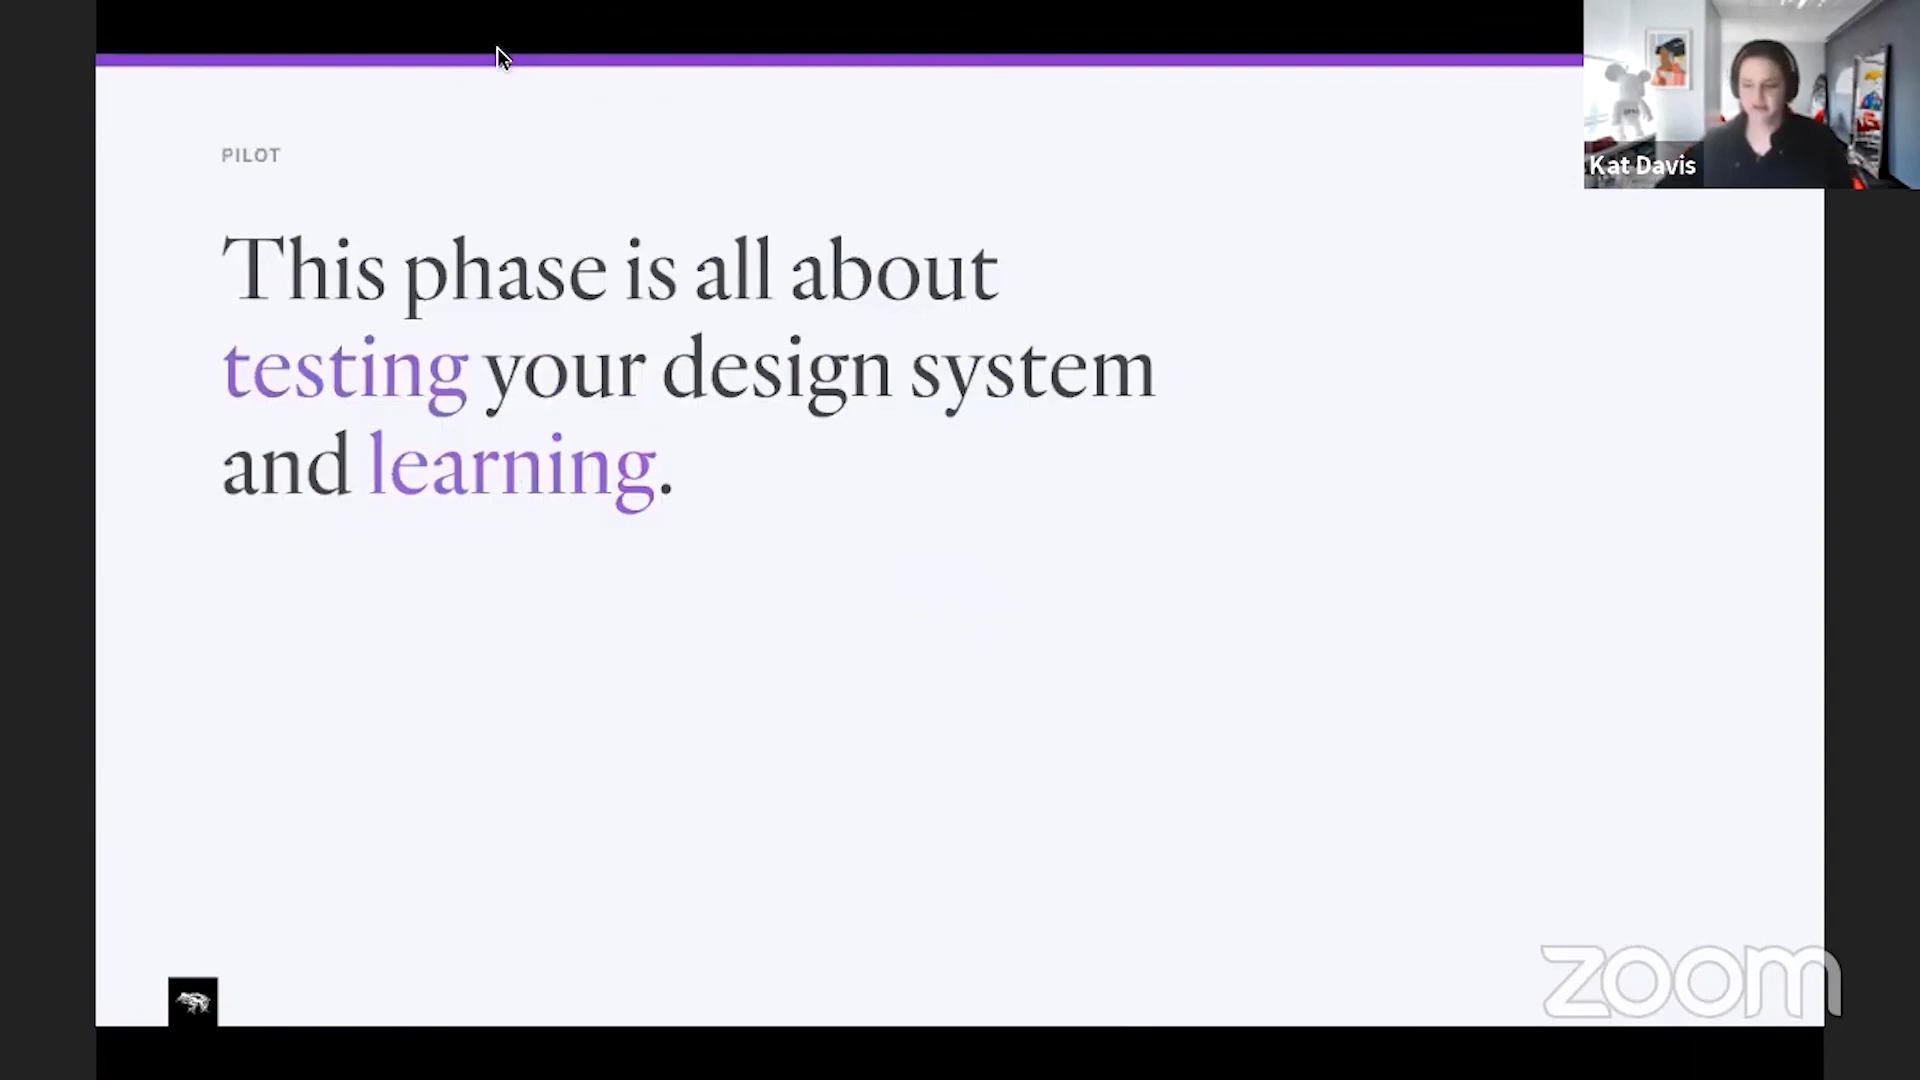 PILOT
This phase is all about
testing your design system
and learning.
Kat Davis
zoom